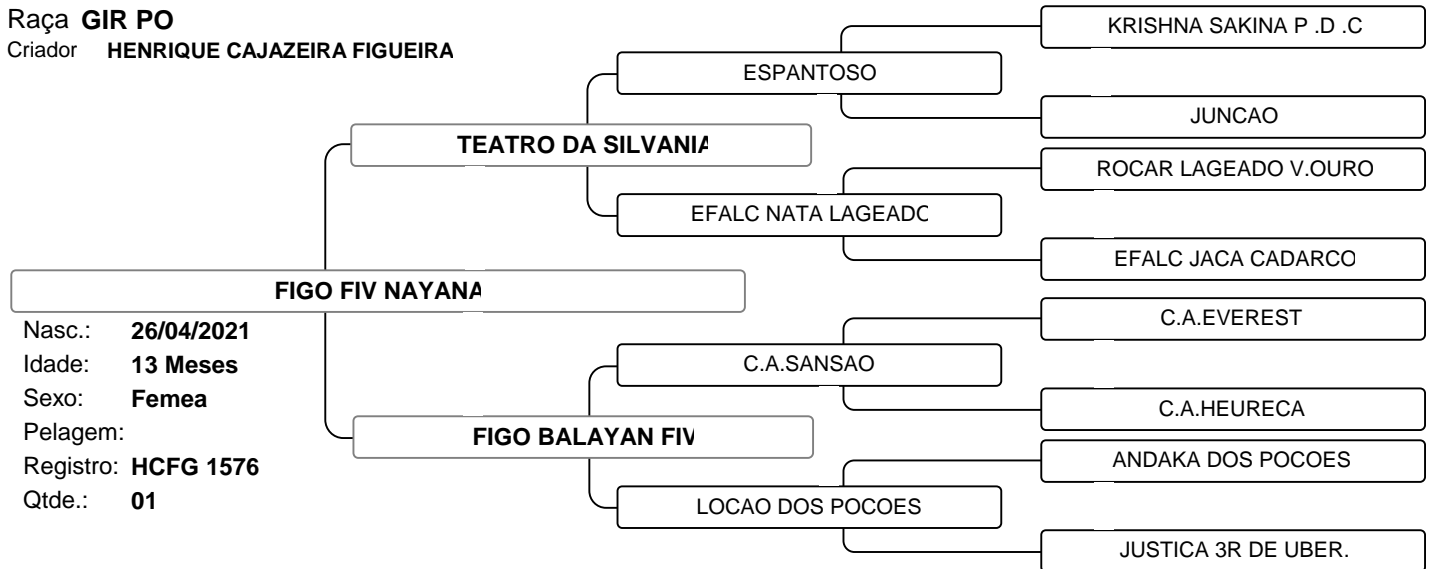 Raça GIR PO
Criador HENRIQUE CAJAZEIRA FIGUEIRA
KRISHNA SAKINA P .D .C
ESPANTOSO
JUNCAO
TEATRO DA SILVANIA
ROCAR LAGEADO V.OURO
EFALC NATA LAGEADO
EFALC JACA CADARCO
FIGO FIV NAYANA
Nasc.: 26/04/2021
Idade: 13 Meses
Sexo: Femea
Pelagem:
Registro: HCFG 1576
Qtde.: 01
C.A.EVEREST
C.A.SANSAO
C.A.HEURECA
FIGO BALAYAN FIV
ANDAKA DOS POCOES
LOCAO DOS POCOES
JUSTICA 3R DE UBER.